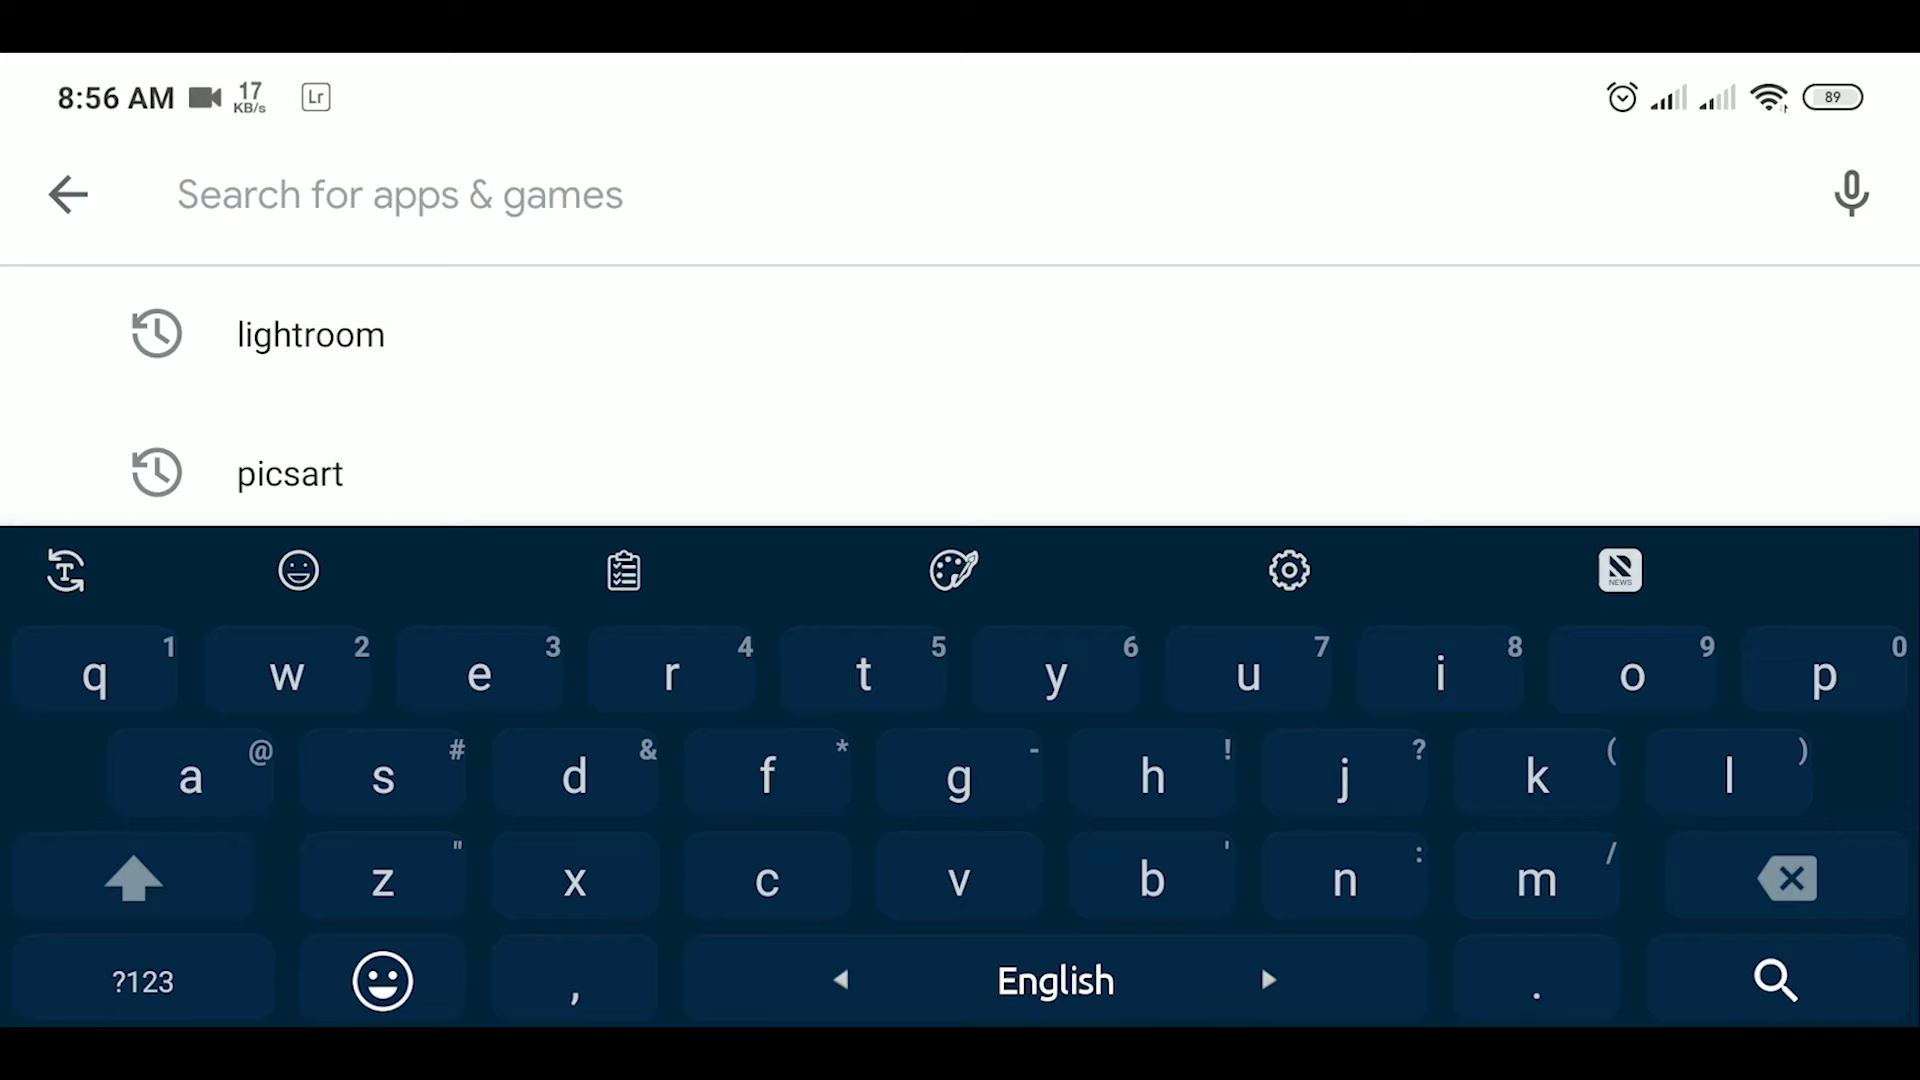 8:56 AM 17 KB/s Lr 89
Search for apps & games
lightroom
picsart
T NEWS
q 1 w 2 e 3 r 4 t 5 y 6 u 7 i 8 o 9 p 0
a @ s # d & f * g - h ! j ? k ( l )
z " x c v b ' n : m /
?123 , English .